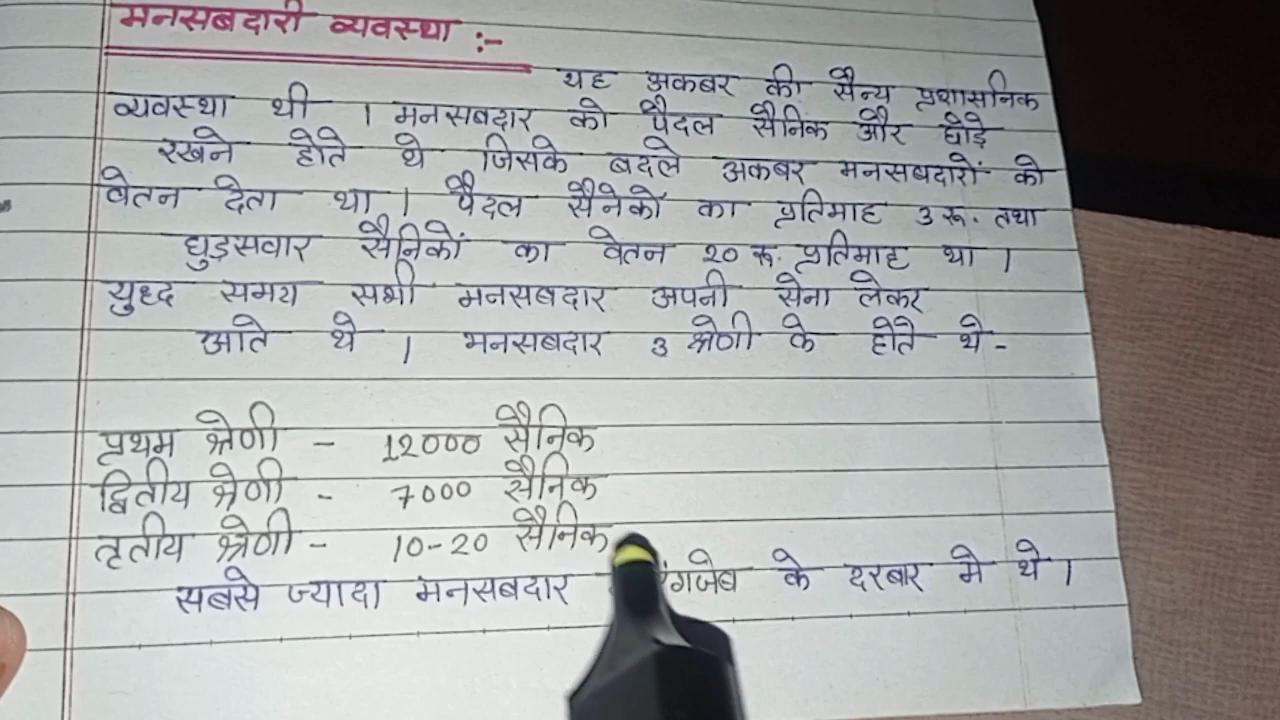 मनसबदारी व्यवस्था :-
यह अकबर की सैन्य प्रशासनिक
व्यवस्था थी । मनसबदार को पैदल सैनिक और घोड़े
रखने होते थे जिसके बदले अकबर मनसबदारों को
वेतन देता था । पैदल सैनेकों का प्रतिमाह 3 रू. तथा
घुड़सवार सैनिकों का वेतन 20 रू. प्रतिमाह था ।
युध्द समय सभी मनसबदार अपनी सेना लेकर
आते थे । मनसबदार 3 श्रेणी के होते थे -
प्रथम श्रेणी - 12000 सैनिक
द्वितीय श्रेणी - 7000 सैनिक
तृतीय श्रेणी - 10-20 सैनिक
सबसे ज्यादा मनसबदार के दरबार मे थे ।